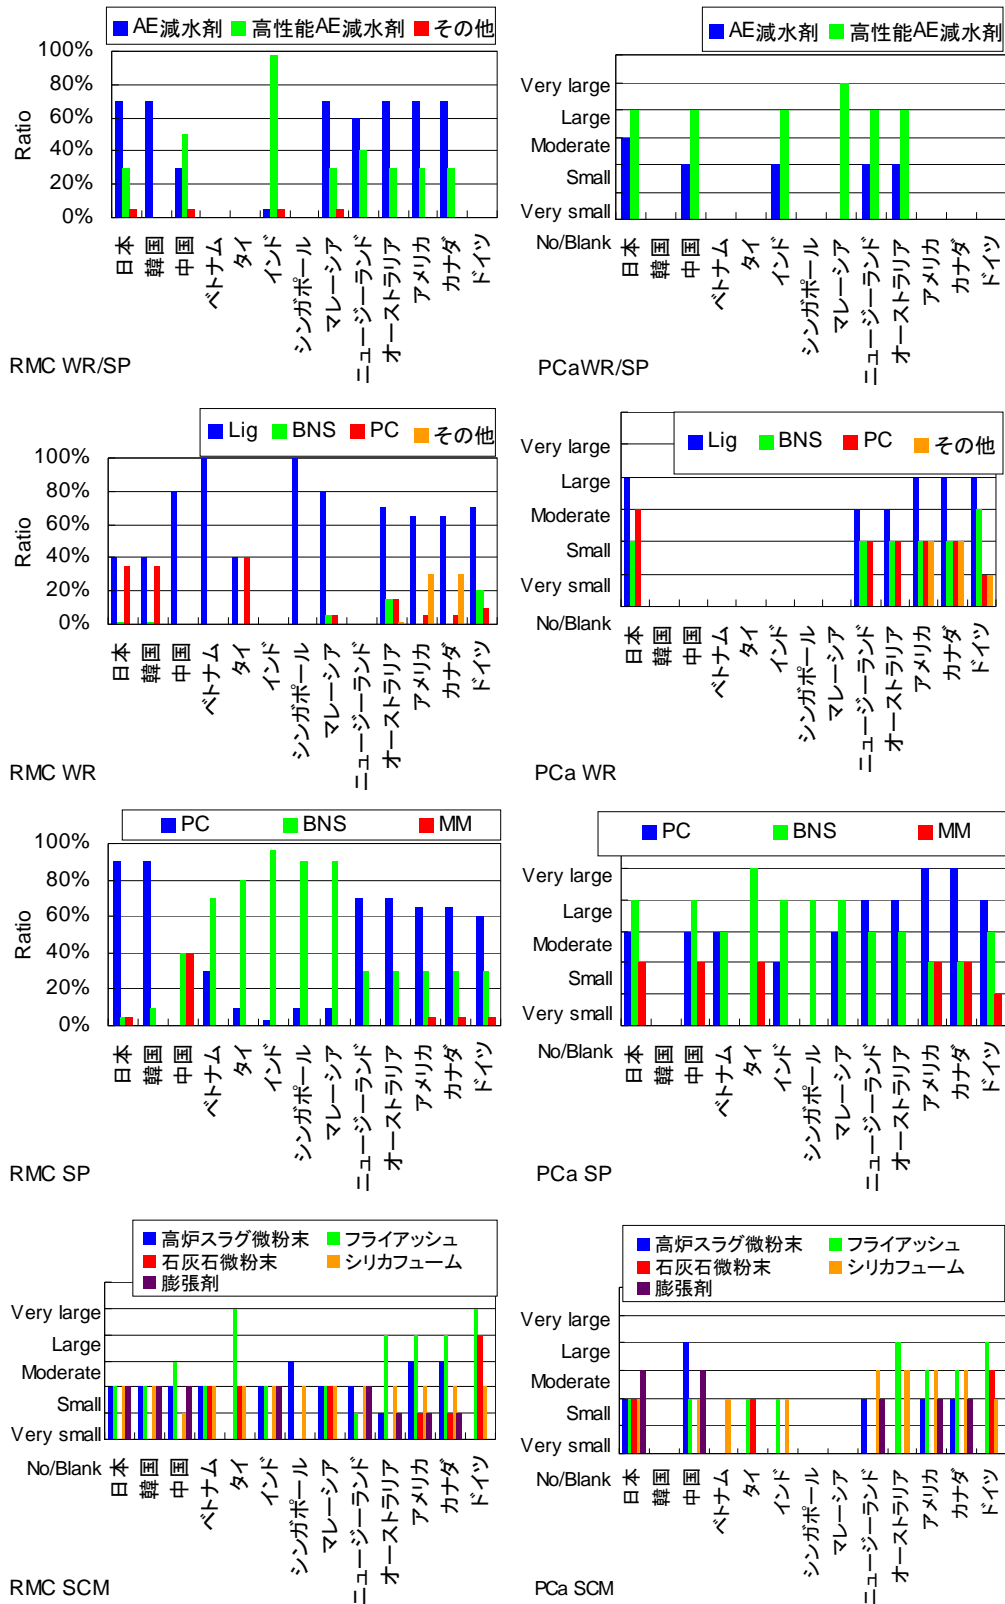 AE減水剤 高性能AE減水剤 その他
100%
80%
60%
40%
20%
0%
Ratio
日本 韓国 中国 ベトナム タイ インド シンガポール マレーシア ニュージーランド オーストラリア アメリカ カナダ ドイツ
RMC WR/SP
AE減水剤 高性能AE減水剤
Very large
Large
Moderate
Small
Very small
No/Blank
日本 韓国 中国 ベトナム タイ インド シンガポール マレーシア ニュージーランド オーストラリア アメリカ カナダ ドイツ
PCaWR/SP
Lig BNS PC その他
100%
80%
60%
40%
20%
0%
Ratio
日本 韓国 中国 ベトナム タイ インド シンガポール マレーシア ニュージーランド オーストラリア アメリカ カナダ ドイツ
RMC WR
Lig BNS PC その他
Very large
Large
Moderate
Small
Very small
No/Blank
日本 韓国 中国 ベトナム タイ インド シンガポール マレーシア ニュージーランド オーストラリア アメリカ カナダ ドイツ
PCa WR
PC BNS MM
100%
80%
60%
40%
20%
0%
Ratio
日本 韓国 中国 ベトナム タイ インド シンガポール マレーシア ニュージーランド オーストラリア アメリカ カナダ ドイツ
RMC SP
PC BNS MM
Very large
Large
Moderate
Small
Very small
No/Blank
日本 韓国 中国 ベトナム タイ インド シンガポール マレーシア ニュージーランド オーストラリア アメリカ カナダ ドイツ
PCa SP
高炉スラグ微粉末 フライアッシュ
石灰石微粉末 シリカフューム
膨張剤
Very large
Large
Moderate
Small
Very small
No/Blank
日本 韓国 中国 ベトナム タイ インド シンガポール マレーシア ニュージーランド オーストラリア アメリカ カナダ ドイツ
RMC SCM
高炉スラグ微粉末 フライアッシュ
石灰石微粉末 シリカフューム
膨張剤
Very large
Large
Moderate
Small
Very small
No/Blank
日本 韓国 中国 ベトナム タイ インド シンガポール マレーシア ニュージーランド オーストラリア アメリカ カナダ ドイツ
PCa SCM